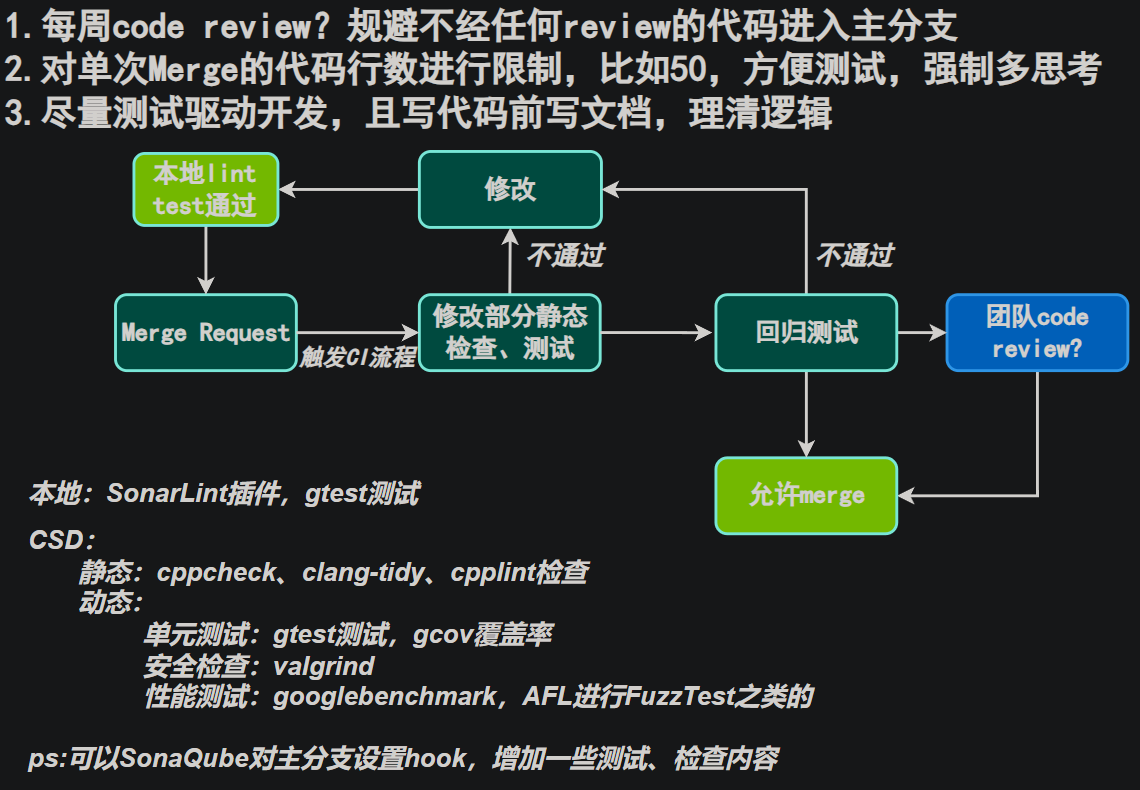 1. 每周code review？规避不经任何review的代码进入主分支
2. 对单次Merge的代码行数进行限制，比如50，方便测试，强制多思考
3. 尽量测试驱动开发，且写代码前写文档，理清逻辑
本地lint
test通过
修改
不通过
不通过
Merge Request
触发CI流程
修改部分静态
检查、测试
回归测试
团队code
review?
允许merge
本地：SonarLint插件，gtest测试
CSD：
静态：cppcheck、clang-tidy、cpplint检查
动态：
单元测试：gtest测试，gcov覆盖率
安全检查：valgrind
性能测试：googlebenchmark，AFL进行FuzzTest之类的
ps:可以SonaQube对主分支设置hook，增加一些测试、检查内容